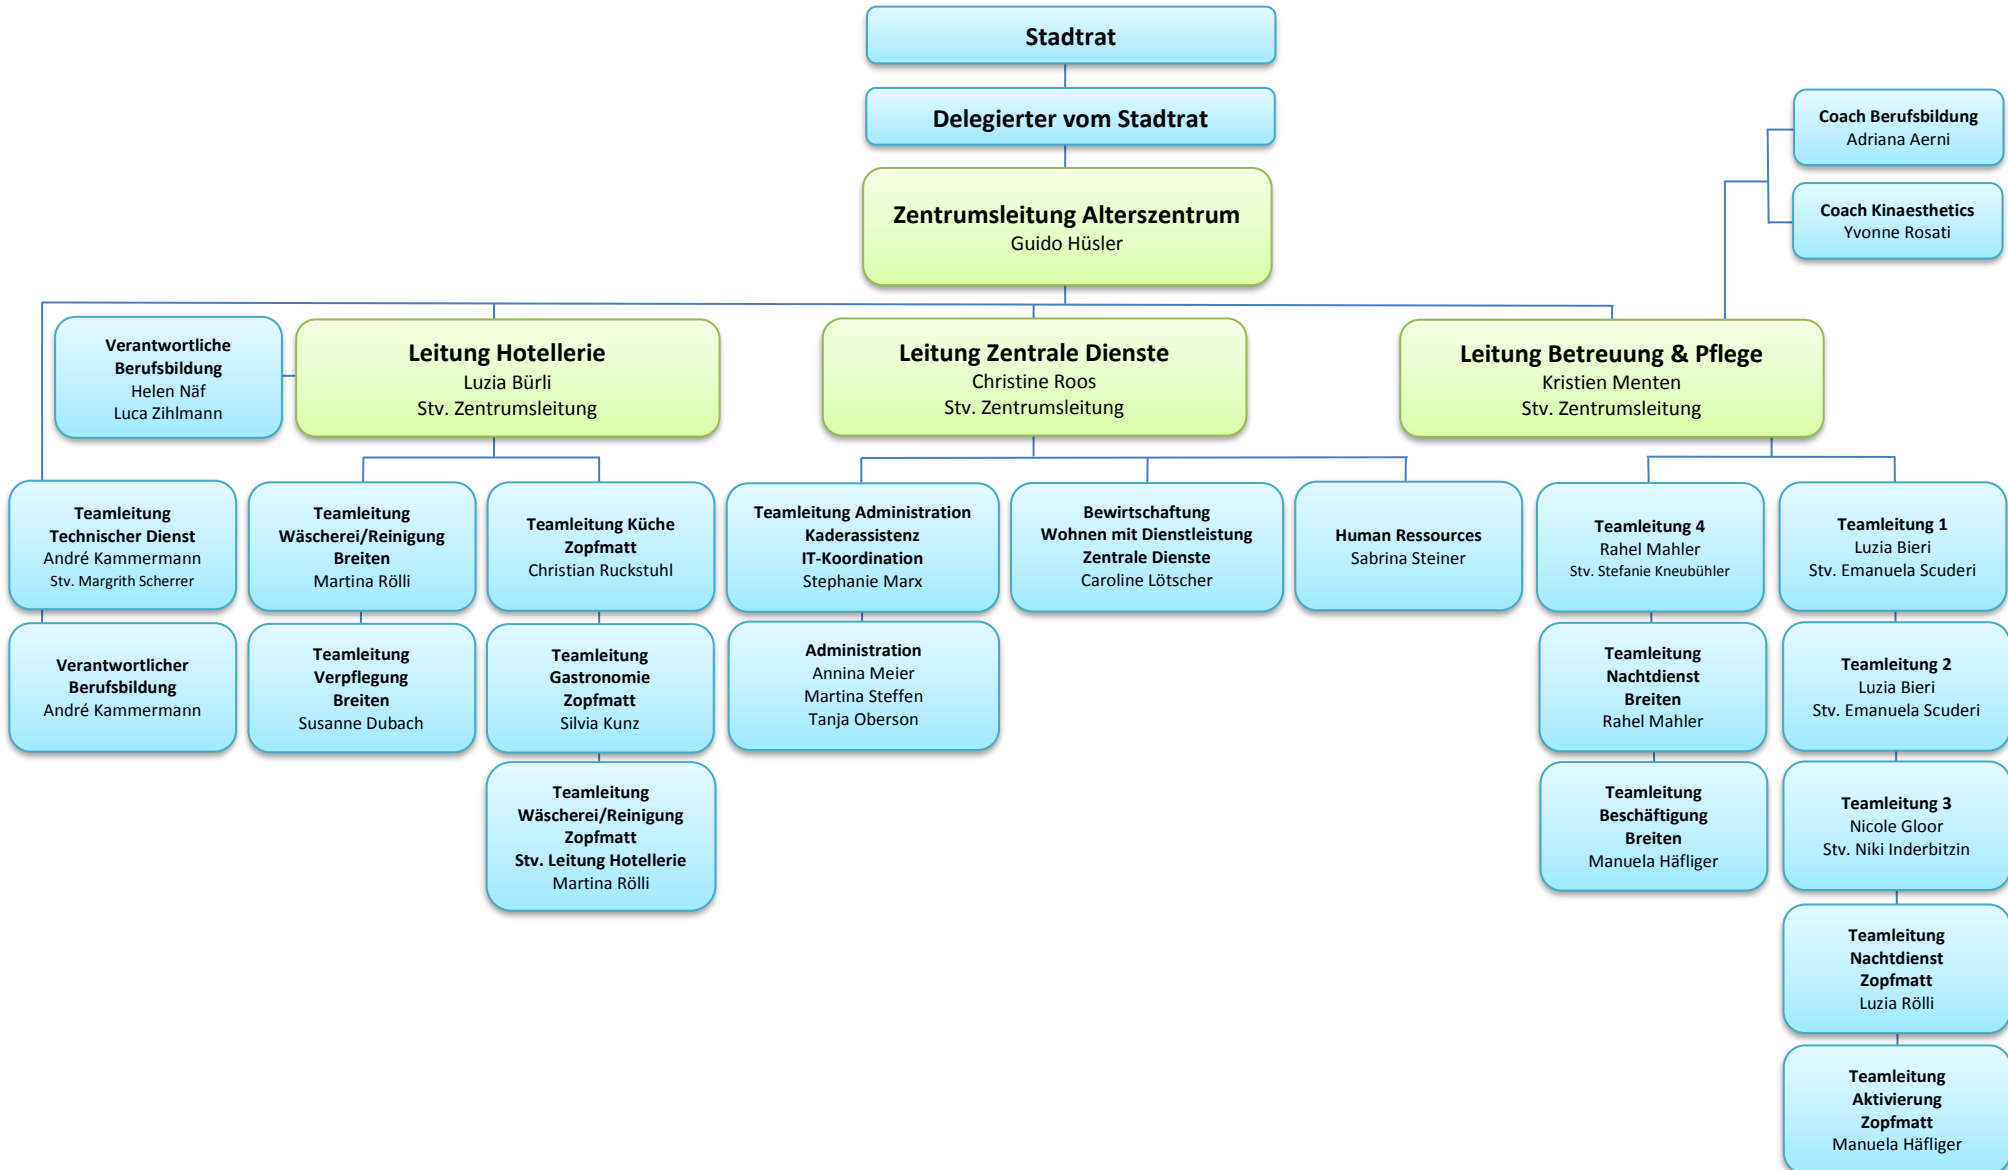 Stadtrat
Delegierter vom Stadtrat
Coach Berufsbildung
Adriana Aerni
Zentrumsleitung Alterszentrum
Guido Hüsler
Coach Kinaesthetics
Yvonne Rosati
Verantwortliche
Berufsbildung
Helen Näf
Luca Zihlmann
Leitung Hotellerie
Luzia Bürli
Stv. Zentrumsleitung
Leitung Zentrale Dienste
Christine Roos
Stv. Zentrumsleitung
Leitung Betreuung & Pflege
Kristien Menten
Stv. Zentrumsleitung
Teamleitung
Technischer Dienst
André Kammermann
Stv. Margrith Scherrer
Teamleitung
Wäscherei/Reinigung
Breiten
Martina Rölli
Teamleitung Küche
Zopfmatt
Christian Ruckstuhl
Teamleitung Administration
Kaderassistenz
IT-Koordination
Stephanie Marx
Bewirtschaftung
Wohnen mit Dienstleistung
Zentrale Dienste
Caroline Lötscher
Human Ressources
Sabrina Steiner
Teamleitung 4
Rahel Mahler
Stv. Stefanie Kneubühler
Teamleitung 1
Luzia Bieri
Stv. Emanuela Scuderi
Verantwortlicher
Berufsbildung
André Kammermann
Teamleitung
Verpflegung
Breiten
Susanne Dubach
Teamleitung
Gastronomie
Zopfmatt
Silvia Kunz
Administration
Annina Meier
Martina Steffen
Tanja Oberson
Teamleitung
Nachtdienst
Breiten
Rahel Mahler
Teamleitung 2
Luzia Bieri
Stv. Emanuela Scuderi
Teamleitung
Wäscherei/Reinigung
Zopfmatt
Stv. Leitung Hotellerie
Martina Rölli
Teamleitung
Beschäftigung
Breiten
Manuela Häfliger
Teamleitung 3
Nicole Gloor
Stv. Niki Inderbitzin
Teamleitung
Nachtdienst
Zopfmatt
Luzia Rölli
Teamleitung
Aktivierung
Zopfmatt
Manuela Häfliger